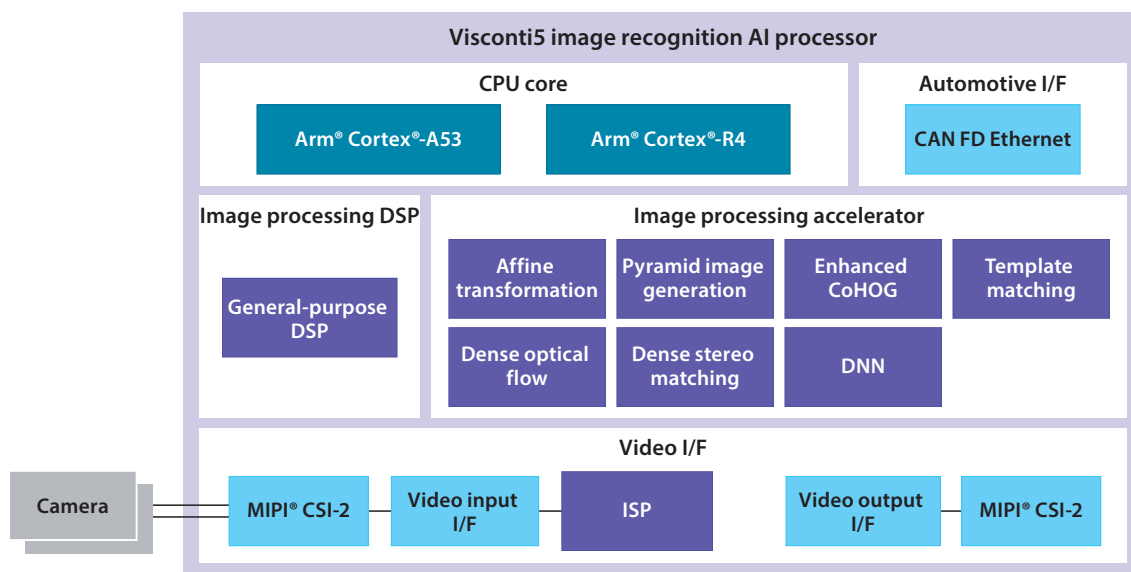 Visconti5 image recognition AI processor
CPU core
Arm® Cortex®-A53
Arm® Cortex®-R4
Automotive I/F
CAN FD Ethernet
Image processing DSP
General-purpose
DSP
Image processing accelerator
Affine
transformation
Pyramid image
generation
Enhanced
CoHOG
Template
matching
Dense optical
flow
Dense stereo
matching
DNN
Video I/F
Camera
MIPI® CSI-2
Video input
I/F
ISP
Video output
I/F
MIPI® CSI-2